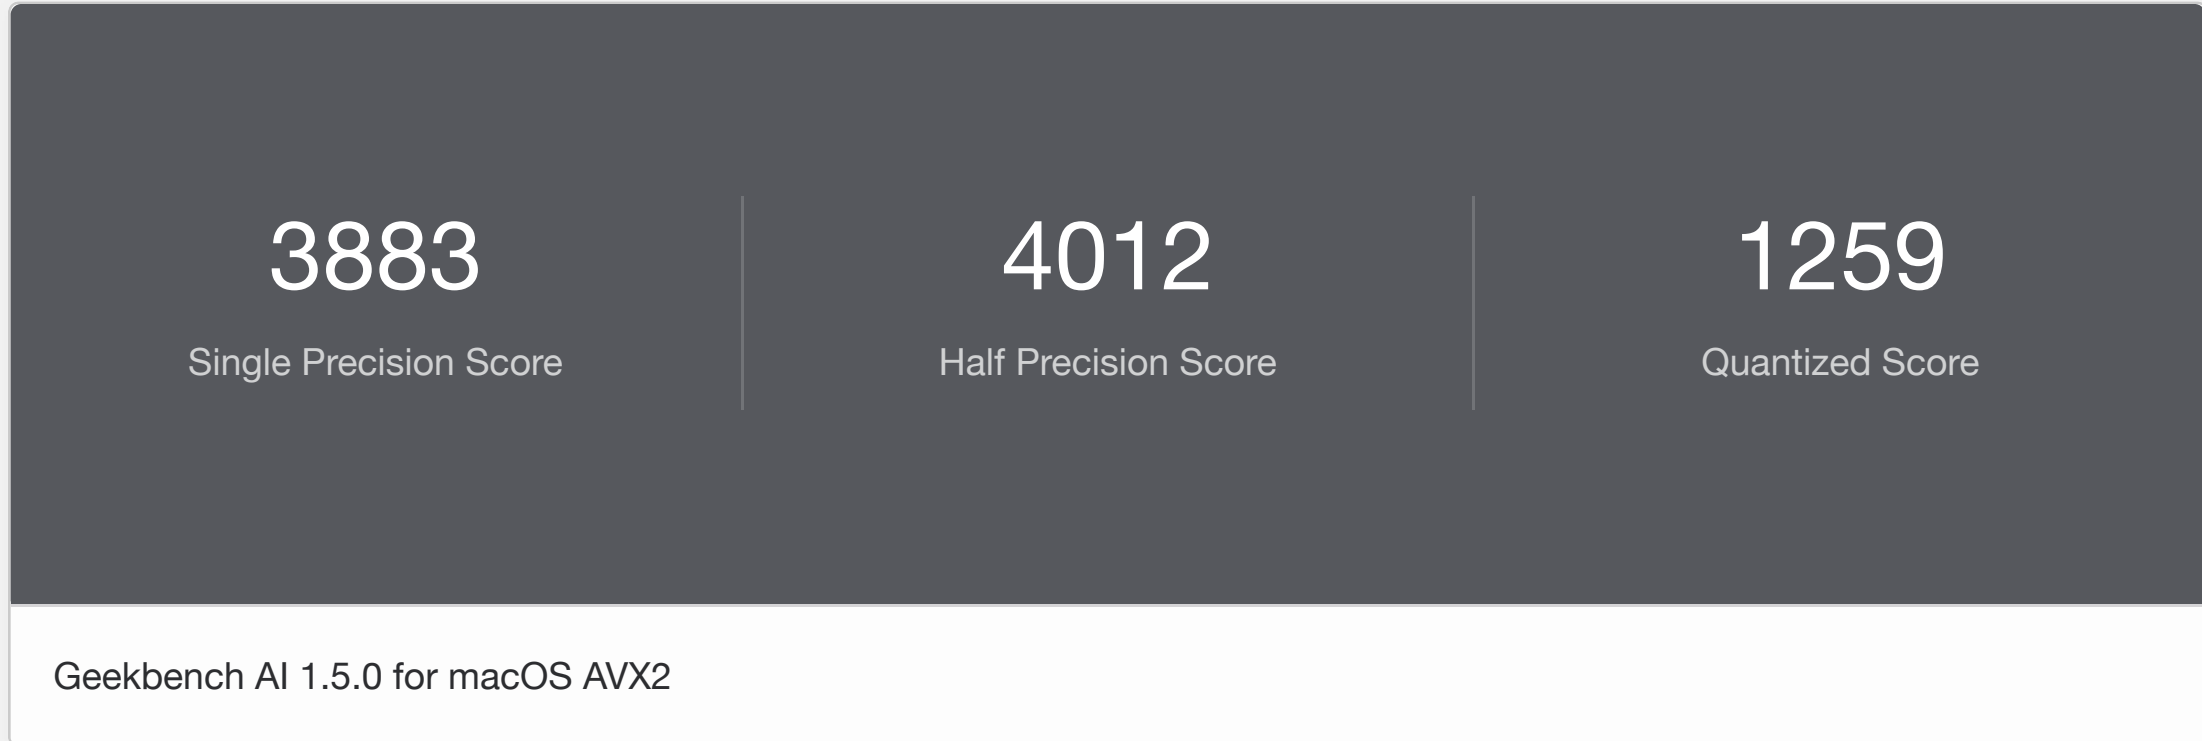 3883 4012 1259
Single Precision Score Half Precision Score Quantized Score
Geekbench AI 1.5.0 for macOS AVX2